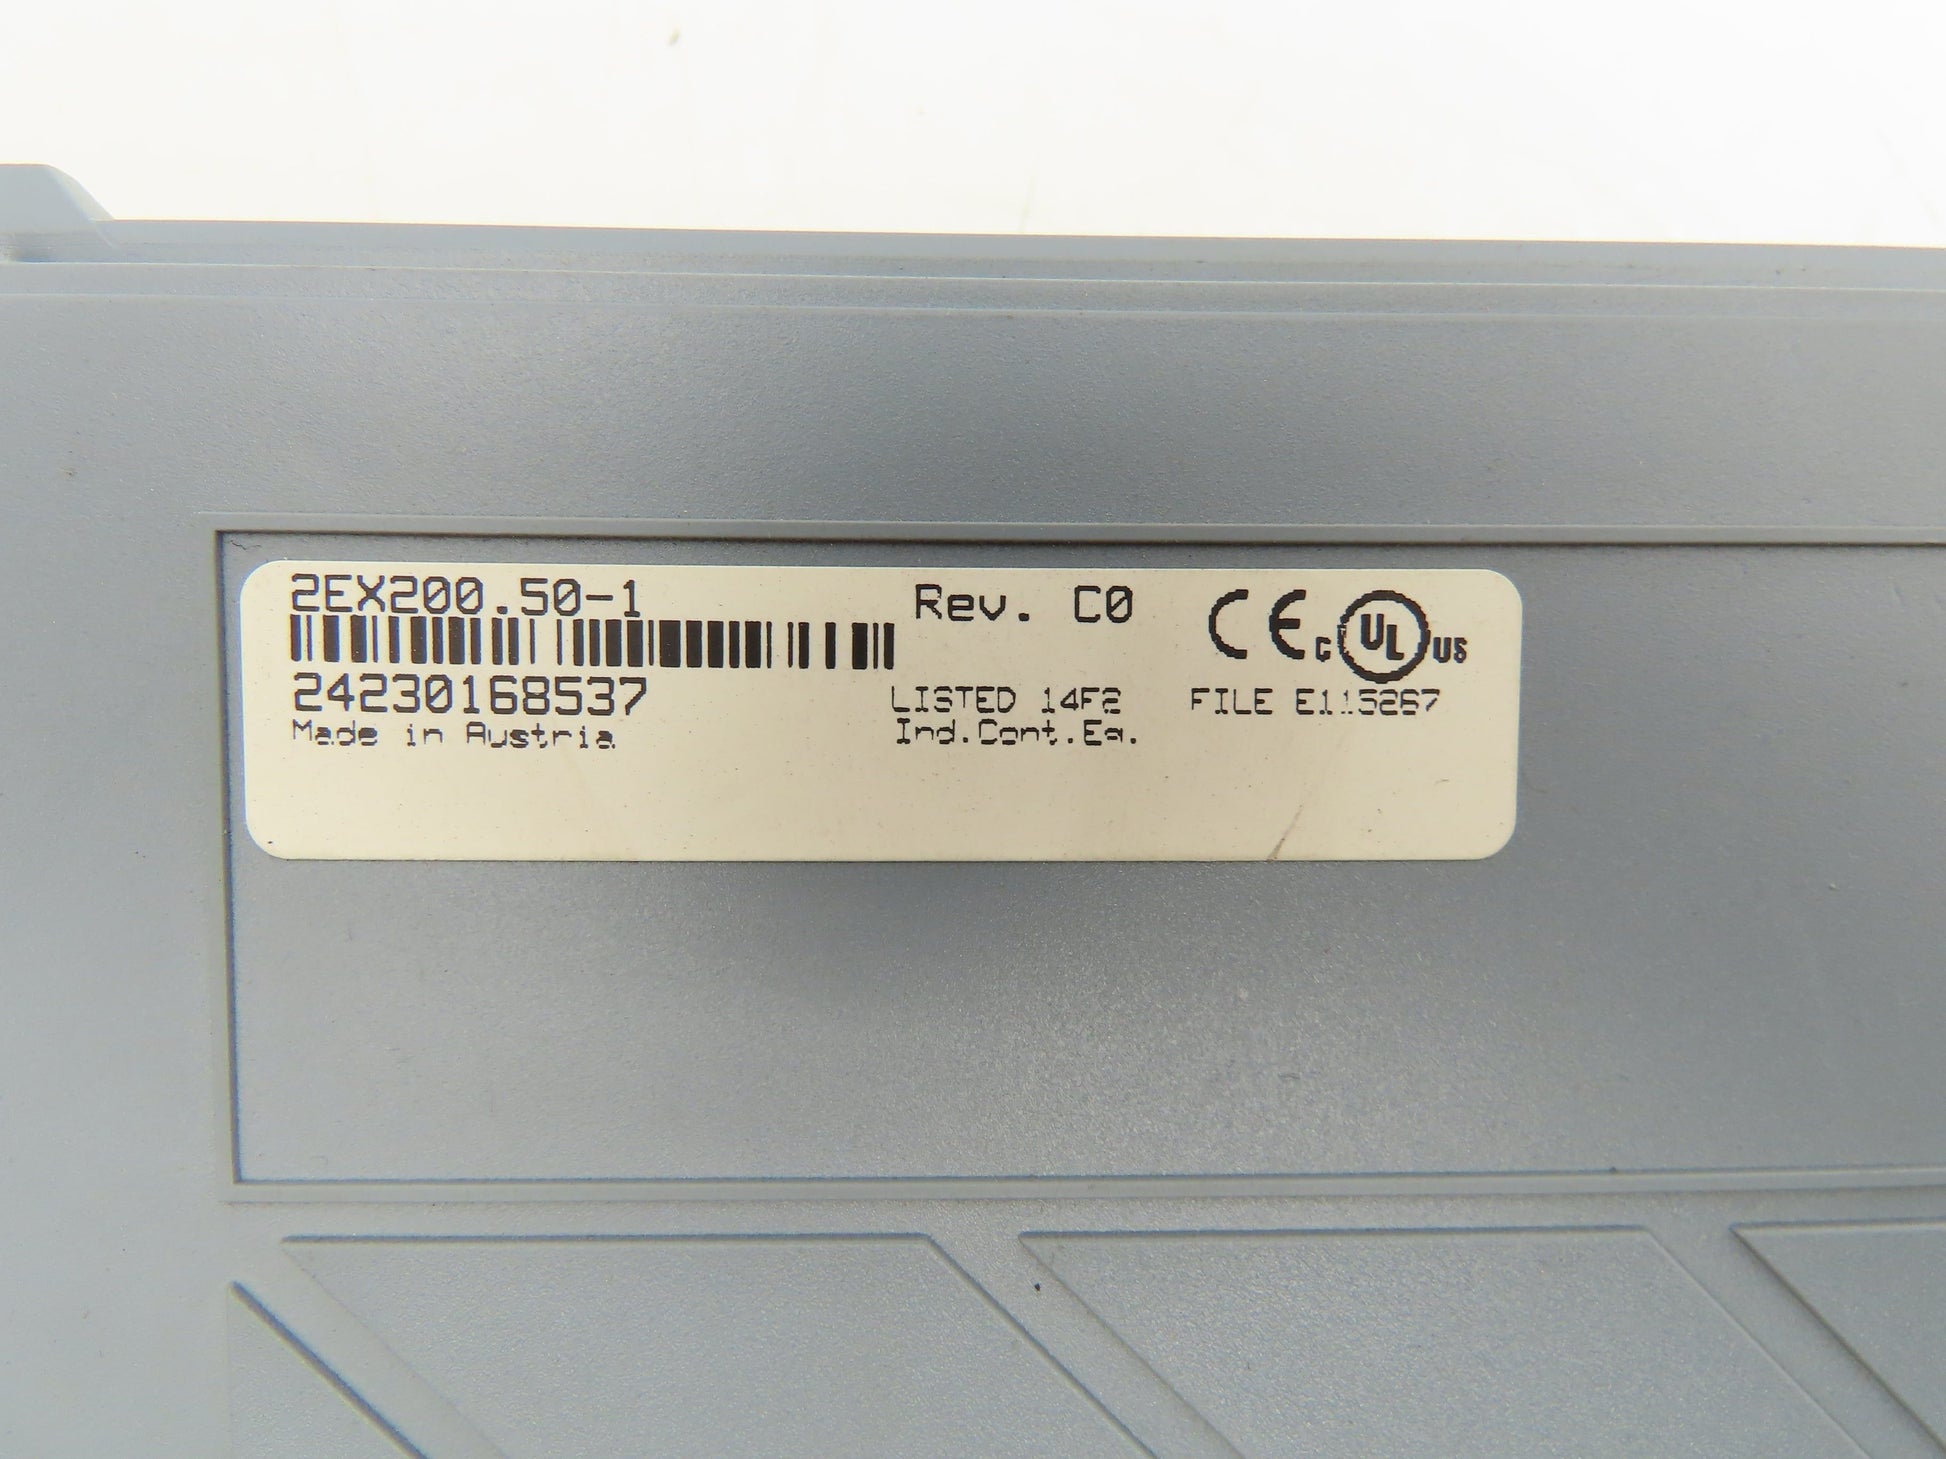 2EX200.50-1 Rev. C0 CE c UL US
24230168537 LISTED 14F2 FILE E115267
Made in Austria Ind.Cont.Eq.